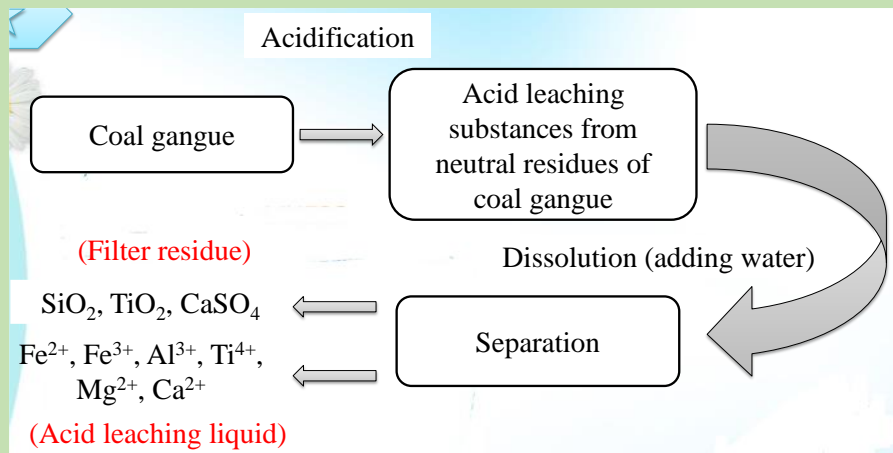 Acidification
Coal gangue
Acid leaching
substances from
neutral residues of
coal gangue
Dissolution (adding water)
Separation
(Filter residue)
SiO₂, TiO₂, CaSO₄
Fe²⁺, Fe³⁺, Al³⁺, Ti⁴⁺,
Mg²⁺, Ca²⁺
(Acid leaching liquid)